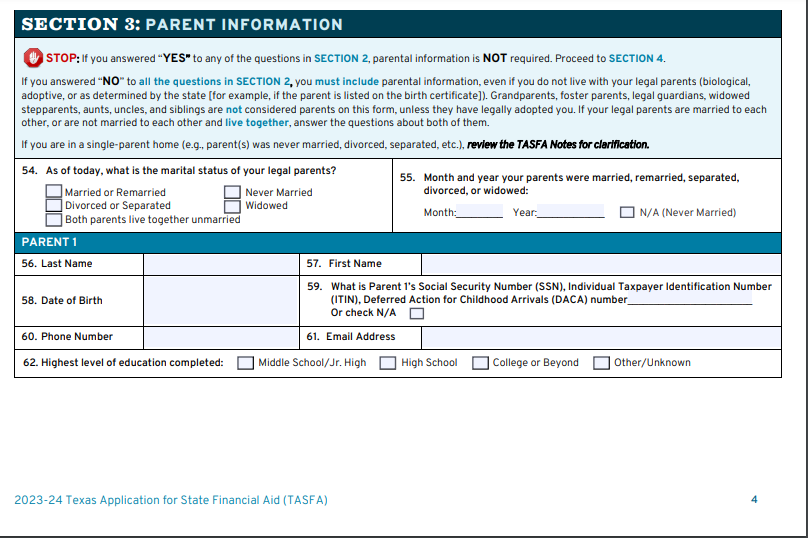 SECTION 3: PARENT INFORMATION
STOP: If you answered “YES” to any of the questions in SECTION 2, parental information is NOT required. Proceed to SECTION 4.
If you answered “NO” to all the questions in SECTION 2, you must include parental information, even if you do not live with your legal parents (biological,
adoptive, or as determined by the state [for example, if the parent is listed on the birth certificate]). Grandparents, foster parents, legal guardians, widowed
stepparents, aunts, uncles, and siblings are not considered parents on this form, unless they have legally adopted you. If your legal parents are married to each
other, or are not married to each other and live together, answer the questions about both of them.
If you are in a single-parent home (e.g., parent(s) was never married, divorced, separated, etc.), review the TASFA Notes for clarification.
54. As of today, what is the marital status of your legal parents?
Married or Remarried Never Married
Divorced or Separated Widowed
Both parents live together unmarried
55. Month and year your parents were married, remarried, separated,
divorced, or widowed:
Month: Year: N/A (Never Married)
PARENT 1
56. Last Name 57. First Name
58. Date of Birth
59. What is Parent 1’s Social Security Number (SSN), Individual Taxpayer Identification Number
(ITIN), Deferred Action for Childhood Arrivals (DACA) number
Or check N/A
60. Phone Number 61. Email Address
62. Highest level of education completed: Middle School/Jr. High High School College or Beyond Other/Unknown
2023-24 Texas Application for State Financial Aid (TASFA) 4